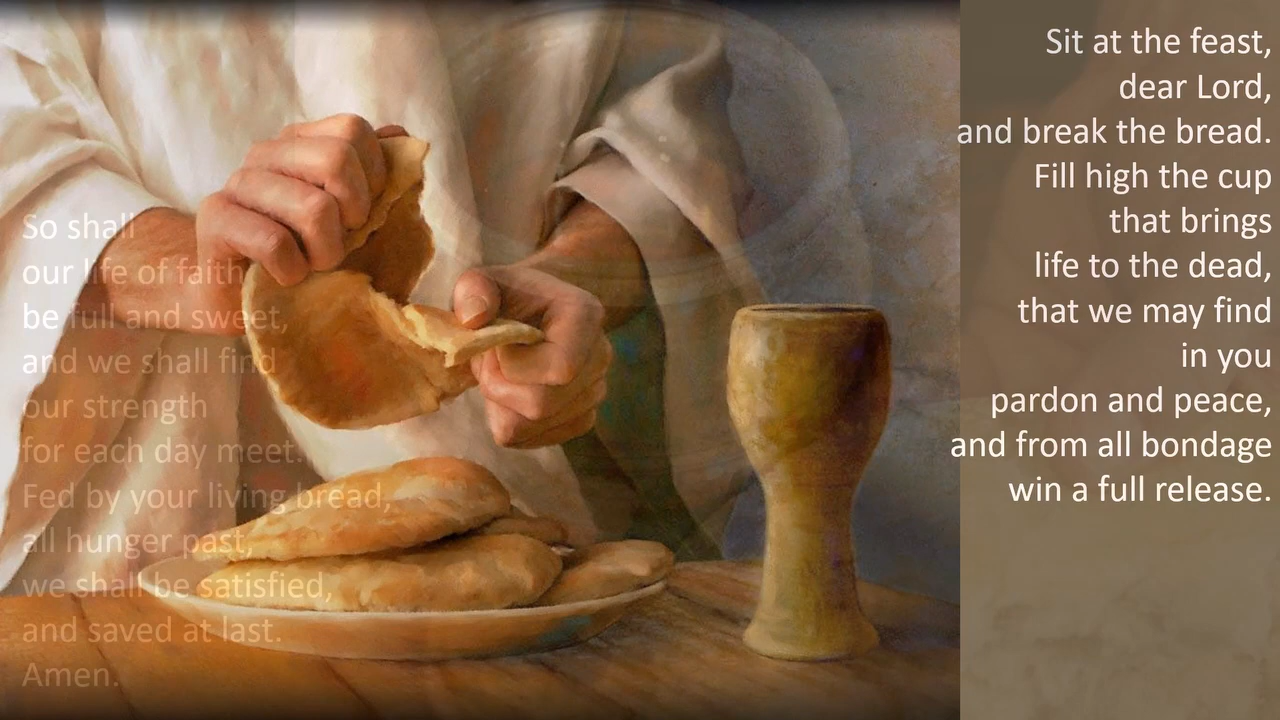 Sit at the feast,
dear Lord,
and break the bread.
Fill high the cup
that brings
life to the dead,
that we may find
in you
pardon and peace,
and from all bondage
win a full release.
So shall
our life of faith
be full and sweet,
and we shall find
our strength
for each day meet.
Fed by your living bread,
all hunger past,
we shall be satisfied,
and saved at last.
Amen.